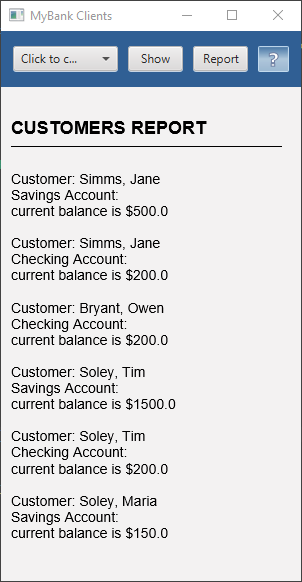 MyBank Clients
Click to c... Show Report ?
CUSTOMERS REPORT
Customer: Simms, Jane
Savings Account:
current balance is $500.0
Customer: Simms, Jane
Checking Account:
current balance is $200.0
Customer: Bryant, Owen
Checking Account:
current balance is $200.0
Customer: Soley, Tim
Savings Account:
current balance is $1500.0
Customer: Soley, Tim
Checking Account:
current balance is $200.0
Customer: Soley, Maria
Savings Account:
current balance is $150.0